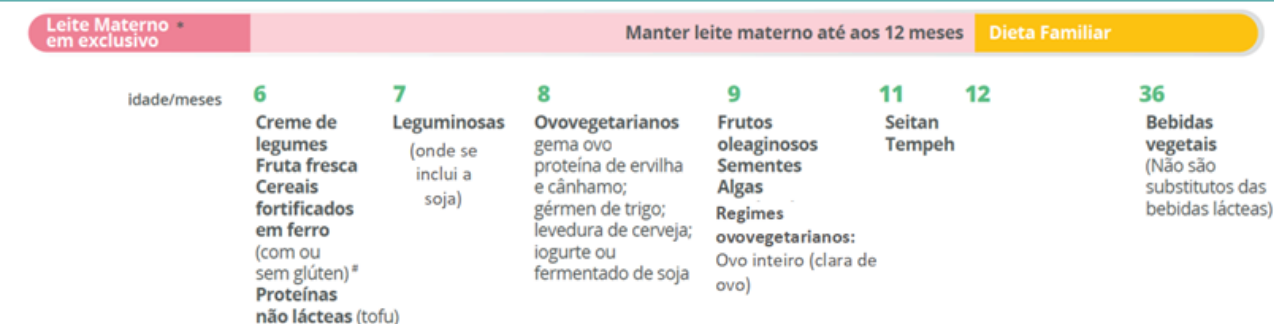 Leite Materno *
em exclusivo
Manter leite materno até aos 12 meses
Dieta Familiar
idade/meses
6
Creme de
legumes
Fruta fresca
Cereais
fortificados
em ferro
(com ou
sem glúten)#
Proteínas
não lácteas (tofu)
7
Leguminosas
(onde se
inclui a
soja)
8
Ovovegetarianos
gema ovo
proteína de ervilha
e cânhamo;
gérmen de trigo;
levedura de cerveja;
iogurte ou
fermentado de soja
9
Frutos
oleaginosos
Sementes
Algas
Regimes
ovovegetarianos:
Ovo inteiro (clara de
ovo)
11
Seitan
Tempeh
12
36
Bebidas
vegetais
(Não são
substitutos das
bebidas lácteas)